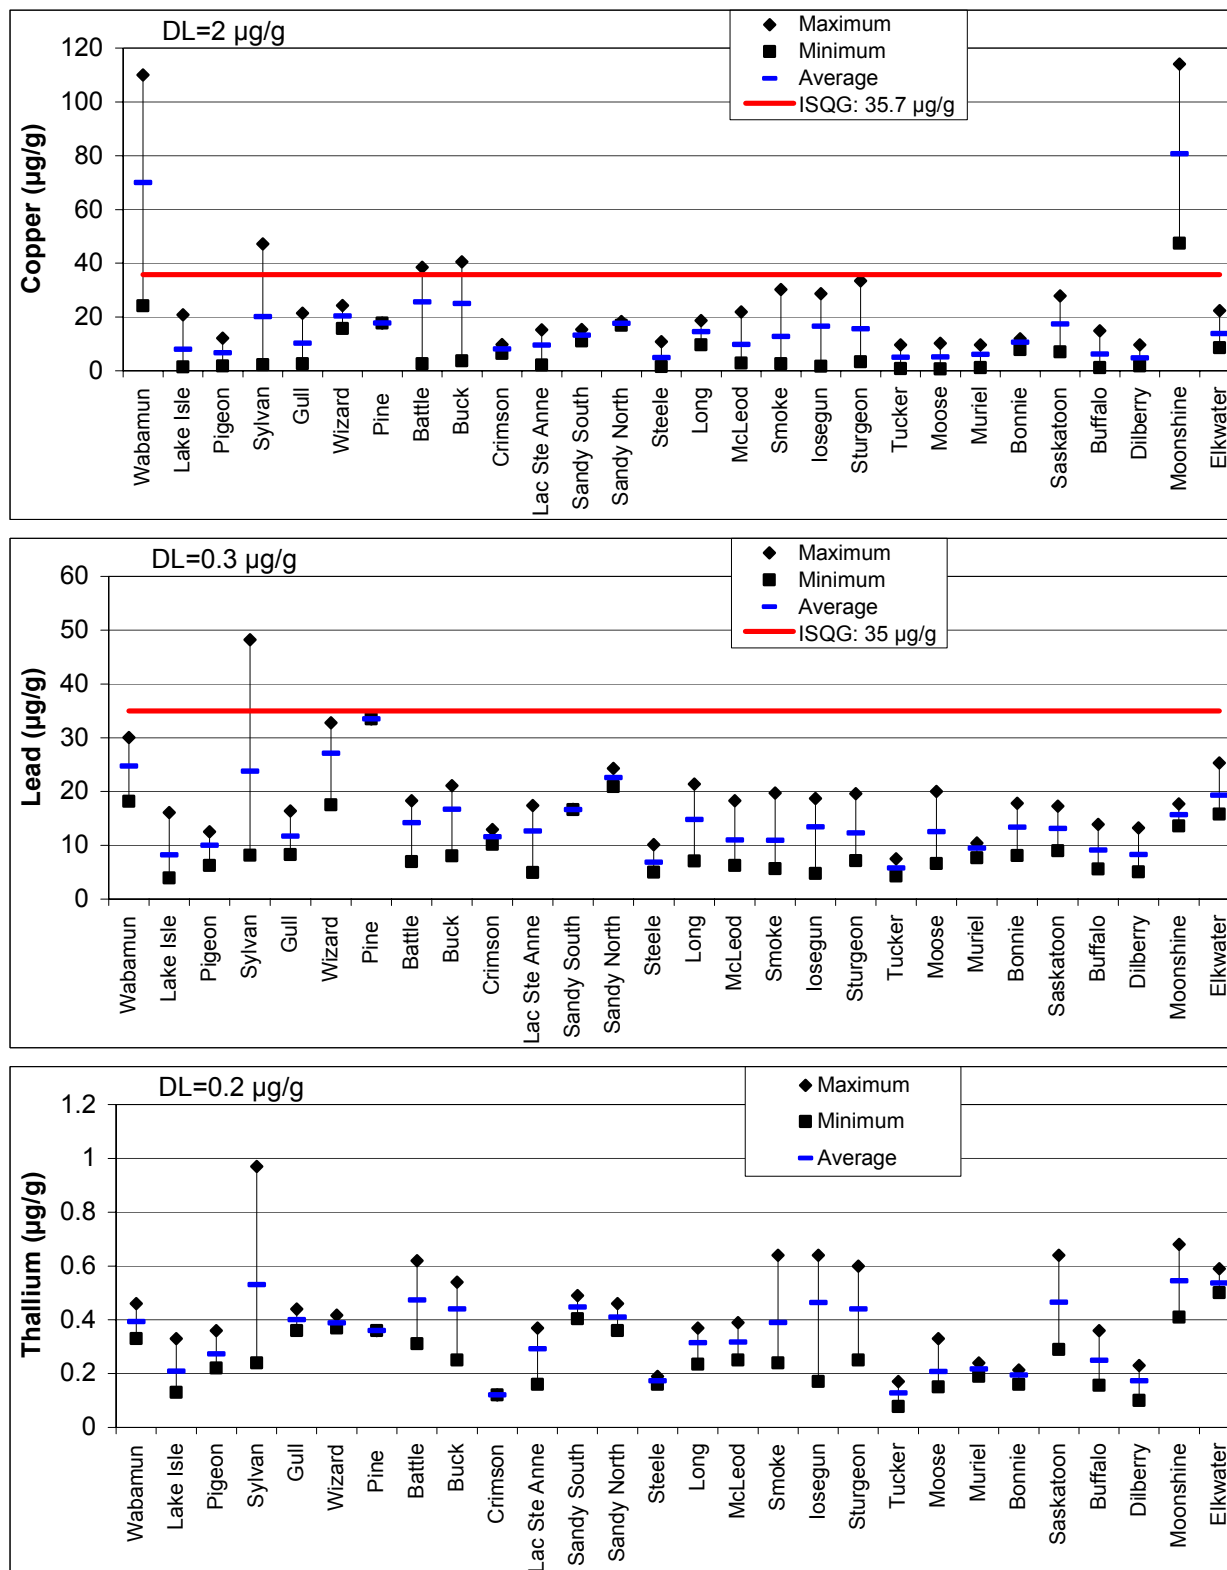 DL=2 µg/g
Maximum
Minimum
Average
ISQG: 35.7 µg/g
Copper (µg/g)
120
100
80
60
40
20
0
Wabamun
Lake Isle
Pigeon
Sylvan
Gull
Wizard
Pine
Battle
Buck
Crimson
Lac Ste Anne
Sandy South
Sandy North
Steele
Long
McLeod
Smoke
Iosegun
Sturgeon
Tucker
Moose
Muriel
Bonnie
Saskatoon
Buffalo
Dilberry
Moonshine
Elkwater
DL=0.3 µg/g
Maximum
Minimum
Average
ISQG: 35 µg/g
Lead (µg/g)
60
50
40
30
20
10
0
Wabamun
Lake Isle
Pigeon
Sylvan
Gull
Wizard
Pine
Battle
Buck
Crimson
Lac Ste Anne
Sandy South
Sandy North
Steele
Long
McLeod
Smoke
Iosegun
Sturgeon
Tucker
Moose
Muriel
Bonnie
Saskatoon
Buffalo
Dilberry
Moonshine
Elkwater
DL=0.2 µg/g
Maximum
Minimum
Average
Thallium (µg/g)
1.2
1
0.8
0.6
0.4
0.2
0
Wabamun
Lake Isle
Pigeon
Sylvan
Gull
Wizard
Pine
Battle
Buck
Crimson
Lac Ste Anne
Sandy South
Sandy North
Steele
Long
McLeod
Smoke
Iosegun
Sturgeon
Tucker
Moose
Muriel
Bonnie
Saskatoon
Buffalo
Dilberry
Moonshine
Elkwater